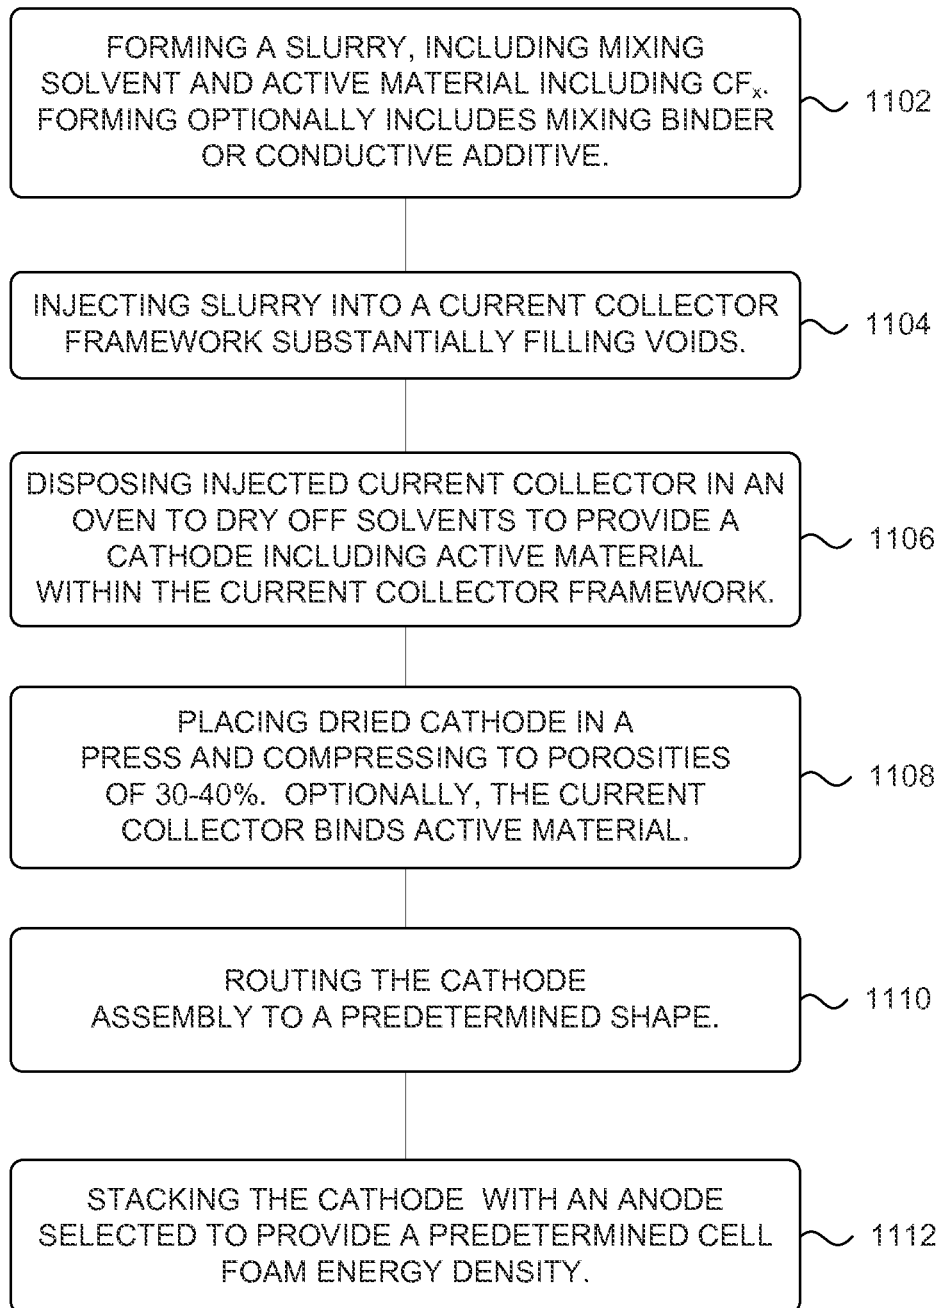 FORMING A SLURRY, INCLUDING MIXING
SOLVENT AND ACTIVE MATERIAL INCLUDING CFₓ.
FORMING OPTIONALLY INCLUDES MIXING BINDER
OR CONDUCTIVE ADDITIVE.
1102
INJECTING SLURRY INTO A CURRENT COLLECTOR
FRAMEWORK SUBSTANTIALLY FILLING VOIDS.
1104
DISPOSING INJECTED CURRENT COLLECTOR IN AN
OVEN TO DRY OFF SOLVENTS TO PROVIDE A
CATHODE INCLUDING ACTIVE MATERIAL
WITHIN THE CURRENT COLLECTOR FRAMEWORK.
1106
PLACING DRIED CATHODE IN A
PRESS AND COMPRESSING TO POROSITIES
OF 30-40%. OPTIONALLY, THE CURRENT
COLLECTOR BINDS ACTIVE MATERIAL.
1108
ROUTING THE CATHODE
ASSEMBLY TO A PREDETERMINED SHAPE.
1110
STACKING THE CATHODE WITH AN ANODE
SELECTED TO PROVIDE A PREDETERMINED CELL
FOAM ENERGY DENSITY.
1112